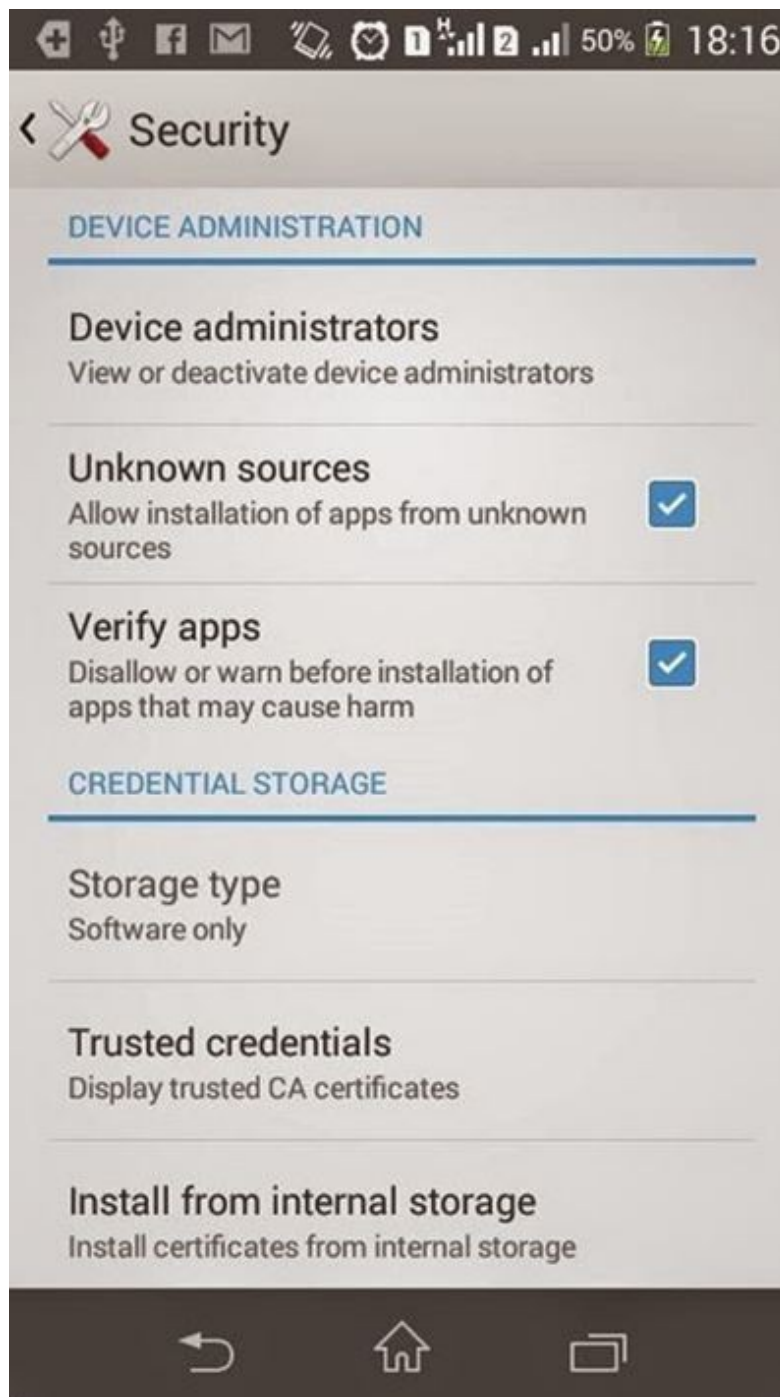 1 H 2 50% 18:16
Security
DEVICE ADMINISTRATION
Device administrators
View or deactivate device administrators
Unknown sources
Allow installation of apps from unknown
sources
Verify apps
Disallow or warn before installation of
apps that may cause harm
CREDENTIAL STORAGE
Storage type
Software only
Trusted credentials
Display trusted CA certificates
Install from internal storage
Install certificates from internal storage